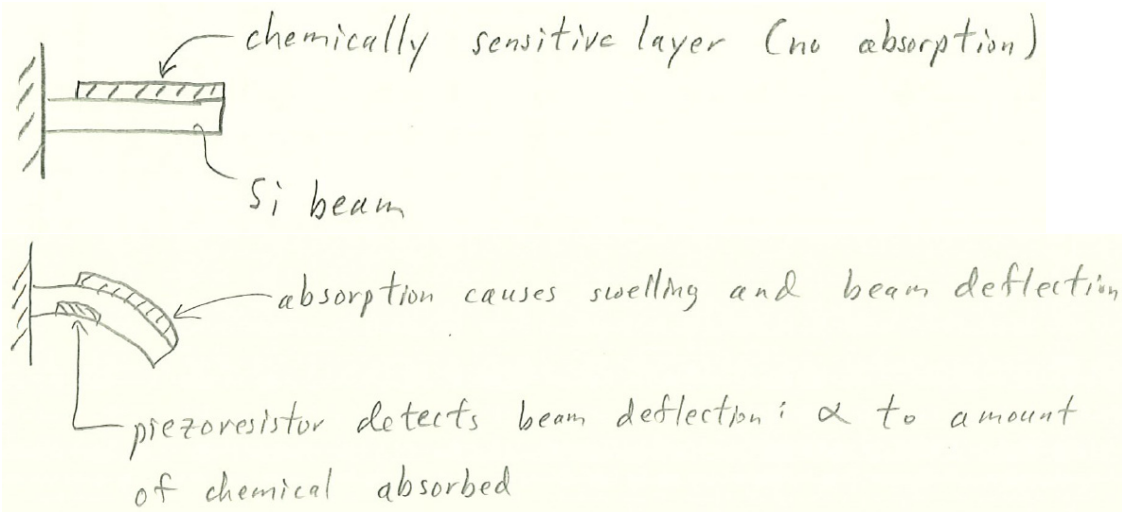 chemically sensitive layer (no absorption)
Si beam
absorption causes swelling and beam deflection
piezoresistor detects beam deflection: ∝ to amount
of chemical absorbed